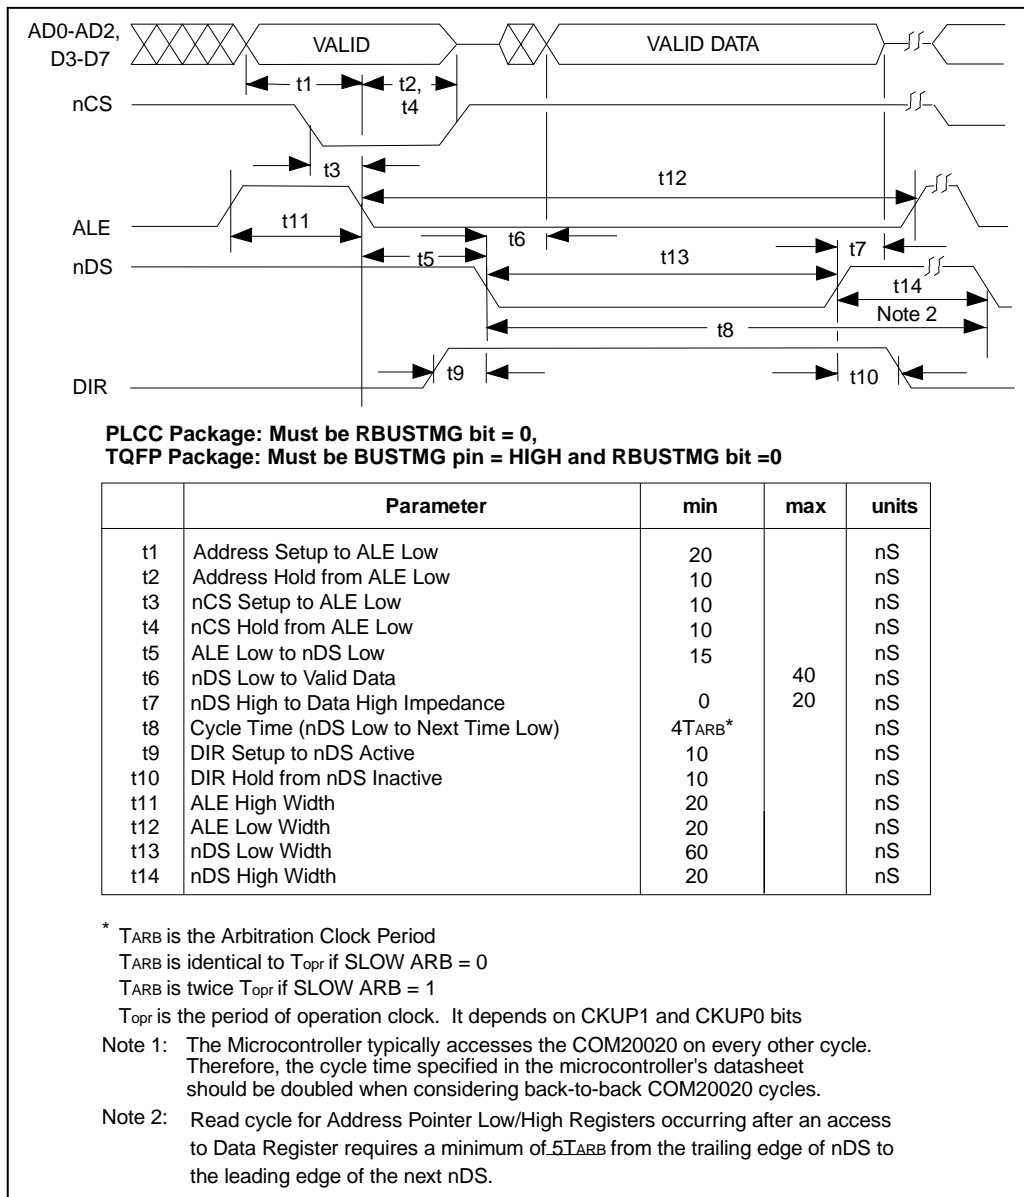 AD0-AD2,
D3-D7
VALID
VALID DATA
t1
t2,
t4
nCS
t3
t12
ALE
t11
t6
t7
t5
nDS
t13
t14
Note 2
t8
t9
t10
DIR
PLCC Package: Must be RBUSTMG bit = 0,
TQFP Package: Must be BUSTMG pin = HIGH and RBUSTMG bit =0
Parameter min max units
t1 Address Setup to ALE Low 20 nS
t2 Address Hold from ALE Low 10 nS
t3 nCS Setup to ALE Low 10 nS
t4 nCS Hold from ALE Low 10 nS
t5 ALE Low to nDS Low 15 nS
t6 nDS Low to Valid Data 40 nS
t7 nDS High to Data High Impedance 0 20 nS
t8 Cycle Time (nDS Low to Next Time Low) 4TARB* nS
t9 DIR Setup to nDS Active 10 nS
t10 DIR Hold from nDS Inactive 10 nS
t11 ALE High Width 20 nS
t12 ALE Low Width 20 nS
t13 nDS Low Width 60 nS
t14 nDS High Width 20 nS
* TARB is the Arbitration Clock Period
TARB is identical to Topr if SLOW ARB = 0
TARB is twice Topr if SLOW ARB = 1
Topr is the period of operation clock. It depends on CKUP1 and CKUP0 bits
Note 1: The Microcontroller typically accesses the COM20020 on every other cycle.
Therefore, the cycle time specified in the microcontroller's datasheet
should be doubled when considering back-to-back COM20020 cycles.
Note 2: Read cycle for Address Pointer Low/High Registers occurring after an access
to Data Register requires a minimum of 5TARB from the trailing edge of nDS to
the leading edge of the next nDS.